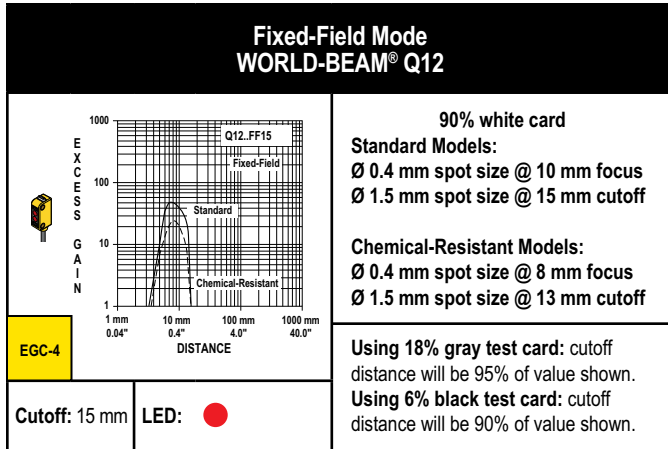 Fixed-Field Mode
WORLD-BEAM® Q12
EXCESS GAIN
1000
100
10
1
Q12..FF15
Fixed-Field
Standard
Chemical-Resistant
1 mm 10 mm 100 mm 1000 mm
0.04" 0.4" 4.0" 40.0"
DISTANCE
EGC-4
Cutoff: 15 mm
LED:
90% white card
Standard Models:
Ø 0.4 mm spot size @ 10 mm focus
Ø 1.5 mm spot size @ 15 mm cutoff
Chemical-Resistant Models:
Ø 0.4 mm spot size @ 8 mm focus
Ø 1.5 mm spot size @ 13 mm cutoff
Using 18% gray test card: cutoff
distance will be 95% of value shown.
Using 6% black test card: cutoff
distance will be 90% of value shown.